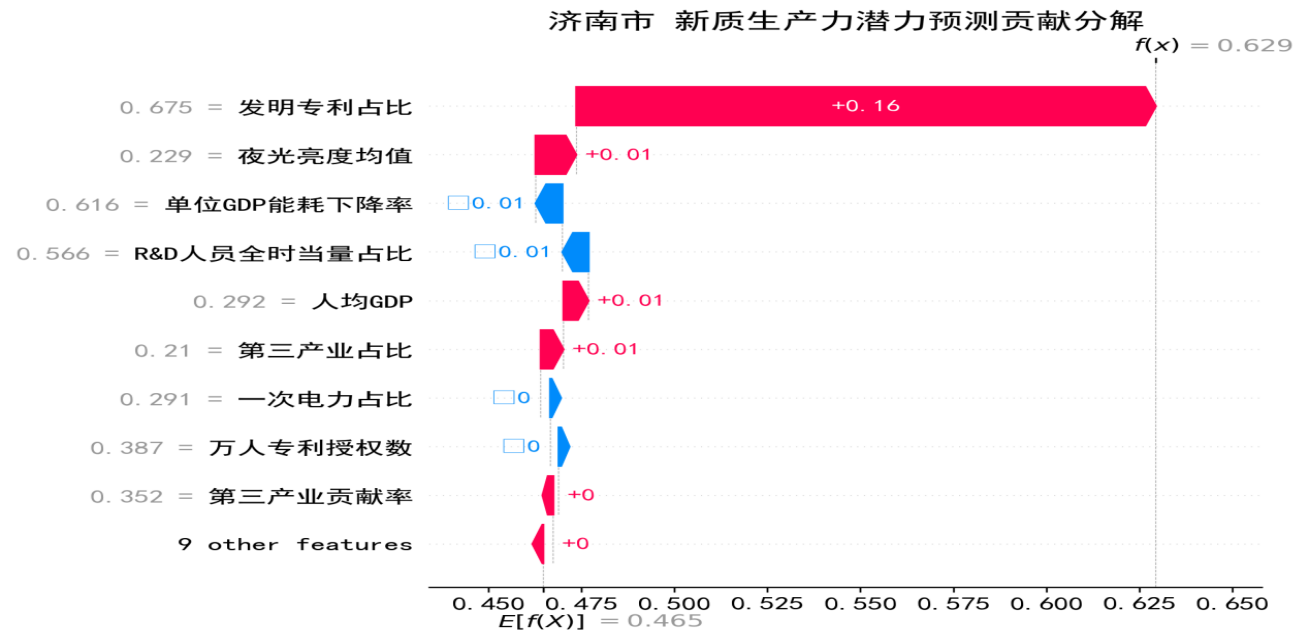 济南市 新质生产力潜力预测贡献分解
f(x) = 0.629
0.675 = 发明专利占比
+0.16
0.229 = 夜光亮度均值
+0.01
0.616 = 单位GDP能耗下降率
□0.01
0.566 = R&D人员全时当量占比
□0.01
0.292 = 人均GDP
+0.01
0.21 = 第三产业占比
+0.01
0.291 = 一次电力占比
□0
0.387 = 万人专利授权数
□0
0.352 = 第三产业贡献率
+0
9 other features
+0
0.450 0.475 0.500 0.525 0.550 0.575 0.600 0.625 0.650
E[f(X)] = 0.465